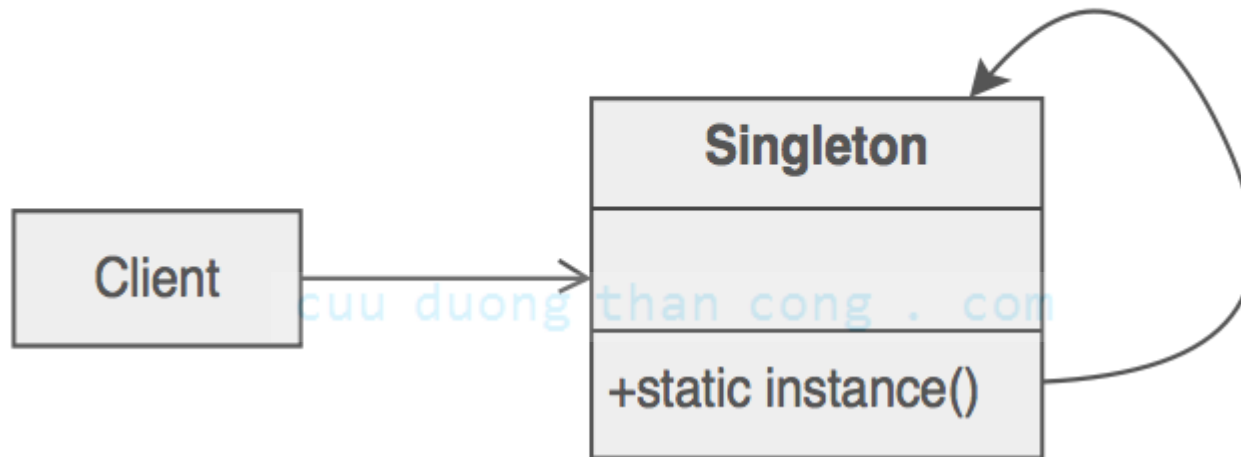 Singleton
Client
cuu duong than cong . com
+static instance()